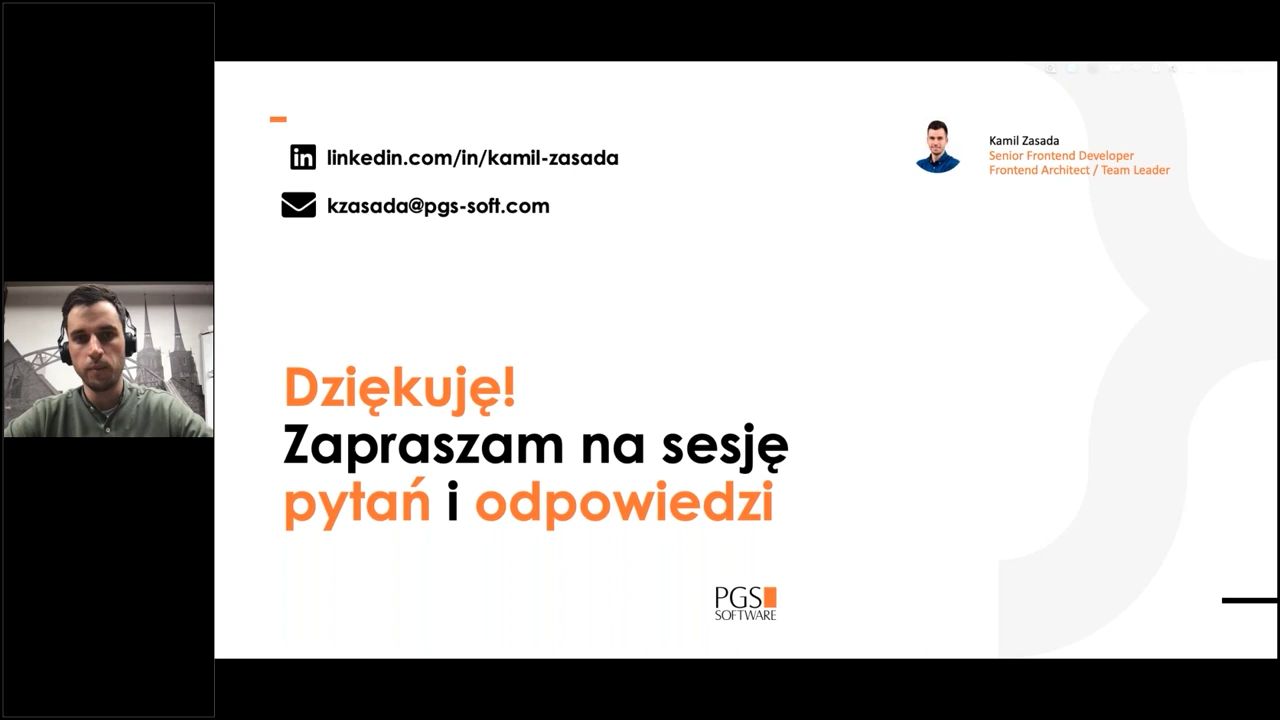 linkedin.com/in/kamil-zasada
kzasada@pgs-soft.com
Kamil Zasada
Senior Frontend Developer
Frontend Architect / Team Leader
Dziękuję!
Zapraszam na sesję
pytań i odpowiedzi
PGS
SOFTWARE